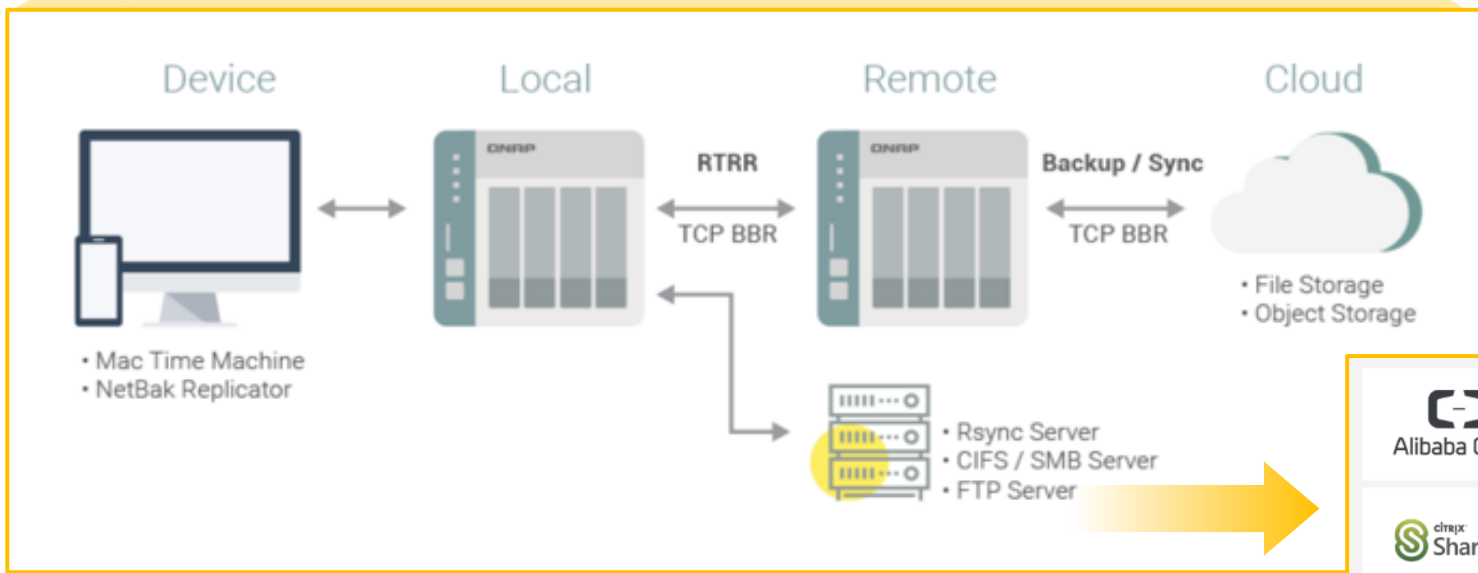 Device
Local
Remote
Cloud
QNAP
QNAP
RTRR
TCP BBR
Backup / Sync
TCP BBR
• File Storage
• Object Storage
• Mac Time Machine
• NetBak Replicator
• Rsync Server
• CIFS / SMB Server
• FTP Server
Alibaba
CITRIX
Shar